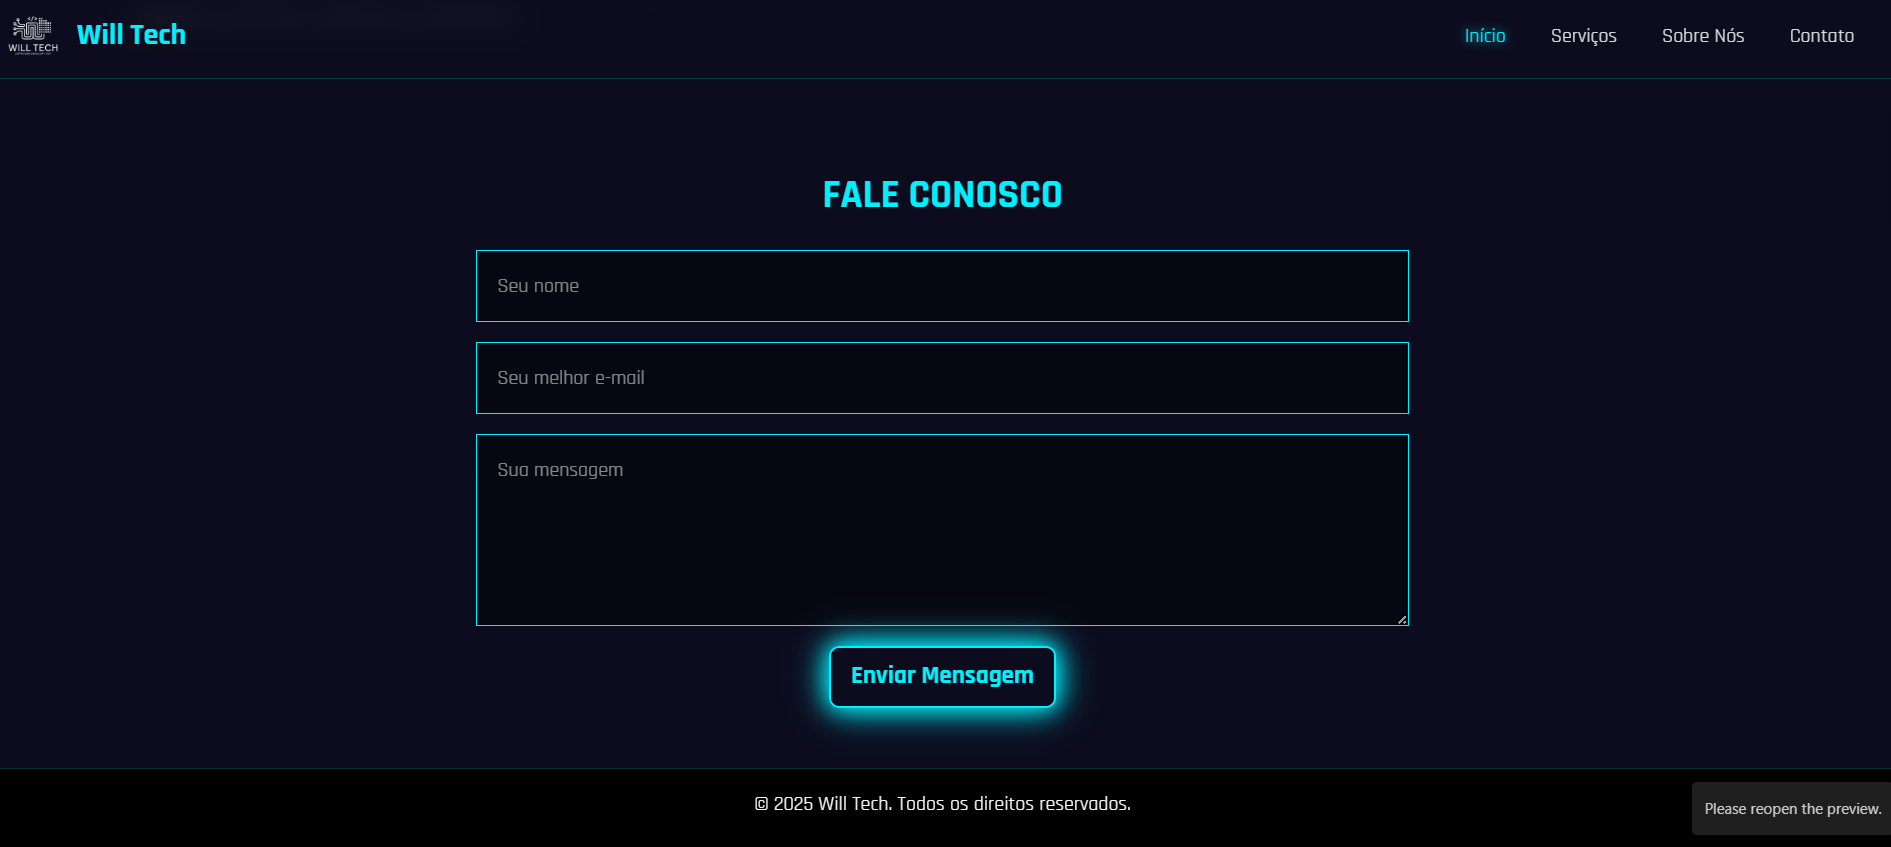 WILL TECH
Will Tech
Início
Serviços
Sobre Nós
Contato
FALE CONOSCO
Seu nome
Seu melhor e-mail
Sua mensagem
Enviar Mensagem
© 2025 Will Tech. Todos os direitos reservados.
Please reopen the preview.